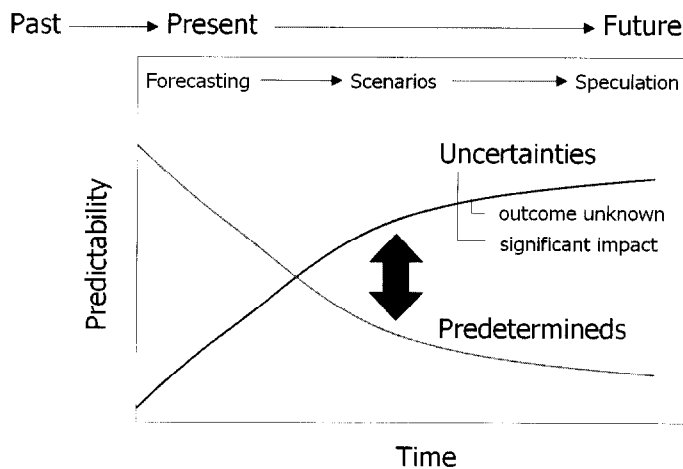 Past Present Future
Forecasting Scenarios Speculation
Uncertainties
outcome unknown
significant impact
Predictability
Predetermineds
Time